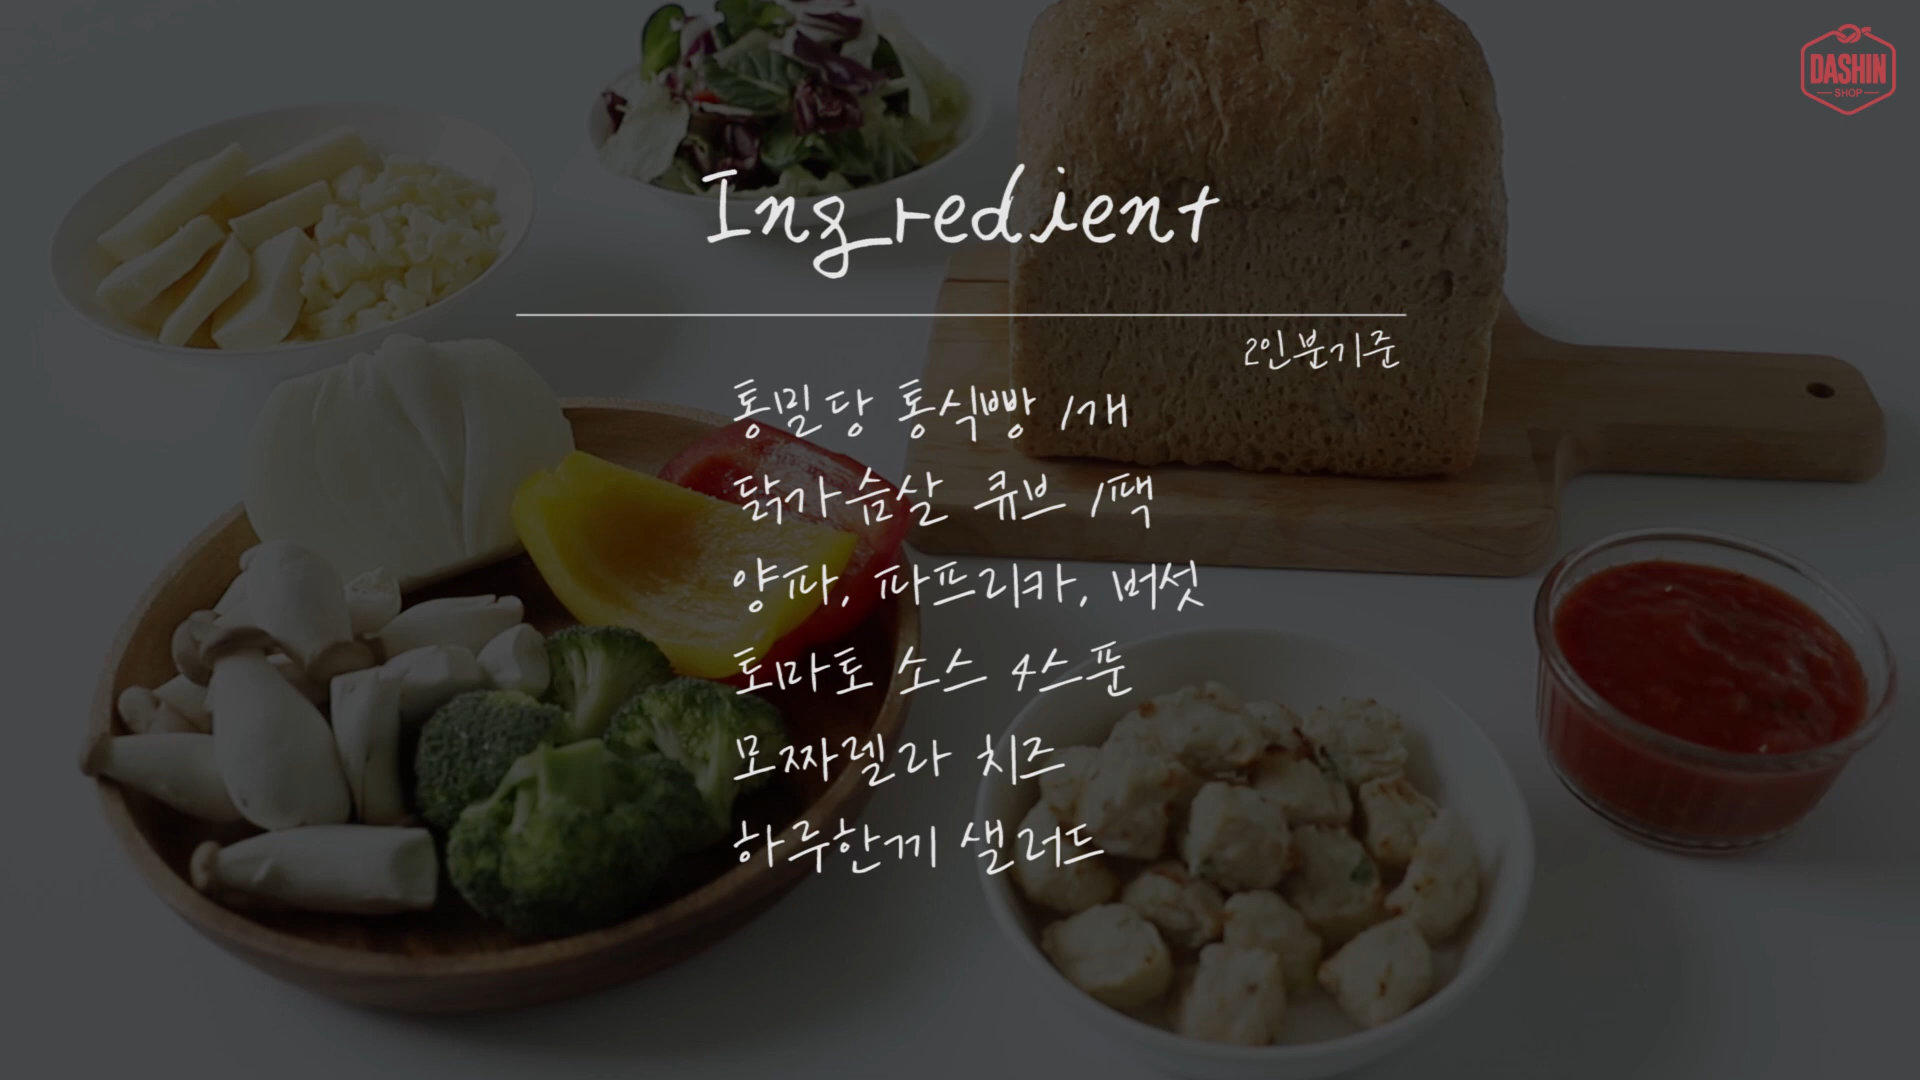 DASHIN
SHOP
Ingredient
2인분기준
통밀당 통식빵 1개
닭가슴살 큐브 1팩
양파, 파프리카, 버섯
토마토 소스 4스푼
모짜렐라 치즈
하루한끼 샐러드